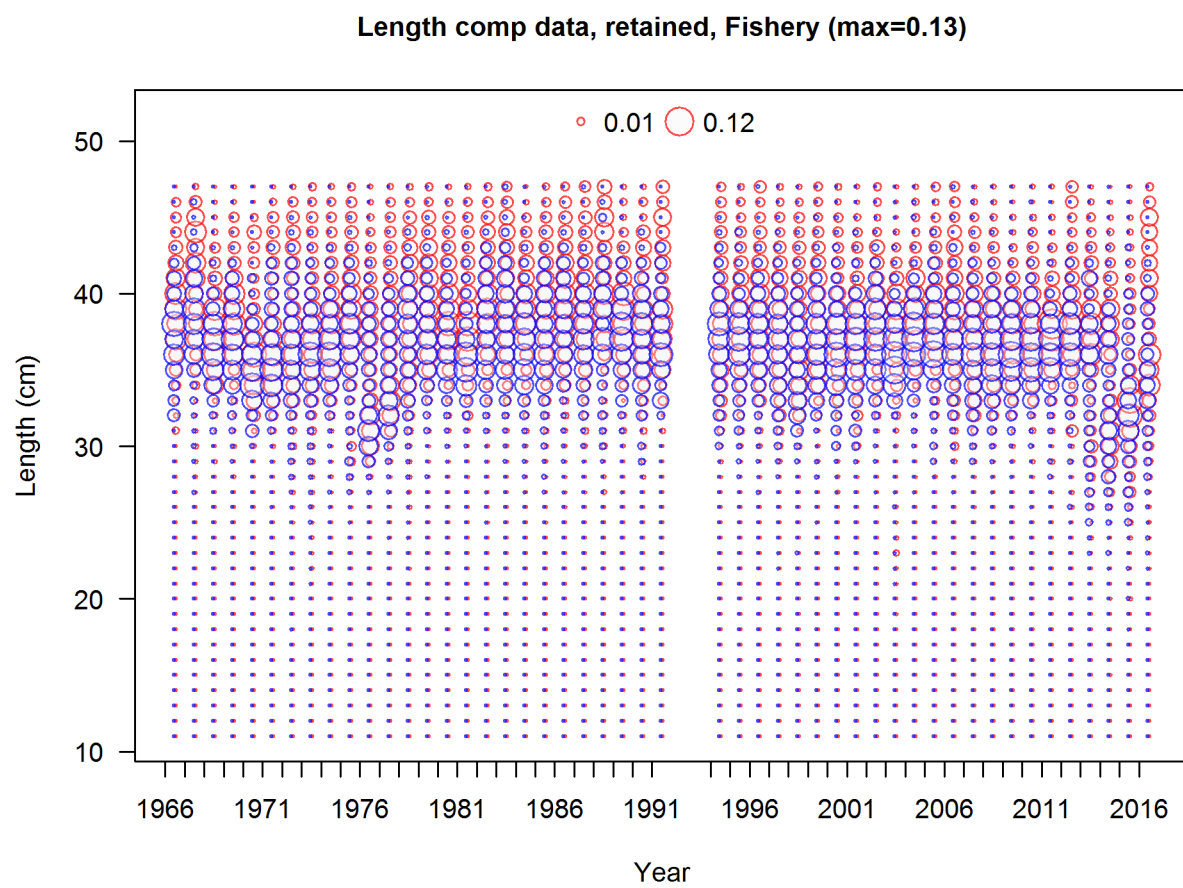 Length comp data, retained, Fishery (max=0.13)
0.01 0.12
50
40
30
20
10
Length (cm)
1966 1971 1976 1981 1986 1991 1996 2001 2006 2011 2016
Year